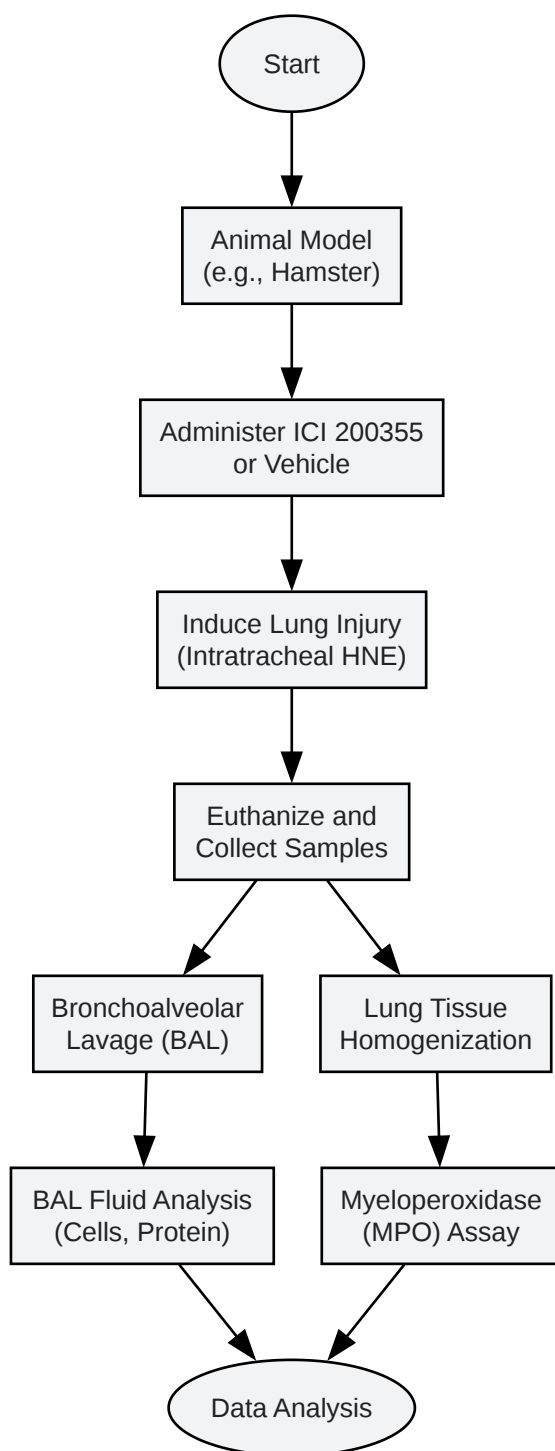 Start
Animal Model
(e.g., Hamster)
Administer ICI 200355
or Vehicle
Induce Lung Injury
(Intratracheal HNE)
Euthanize and
Collect Samples
Bronchoalveolar
Lavage (BAL)
Lung Tissue
Homogenization
BAL Fluid Analysis
(Cells, Protein)
Myeloperoxidase
(MPO) Assay
Data Analysis